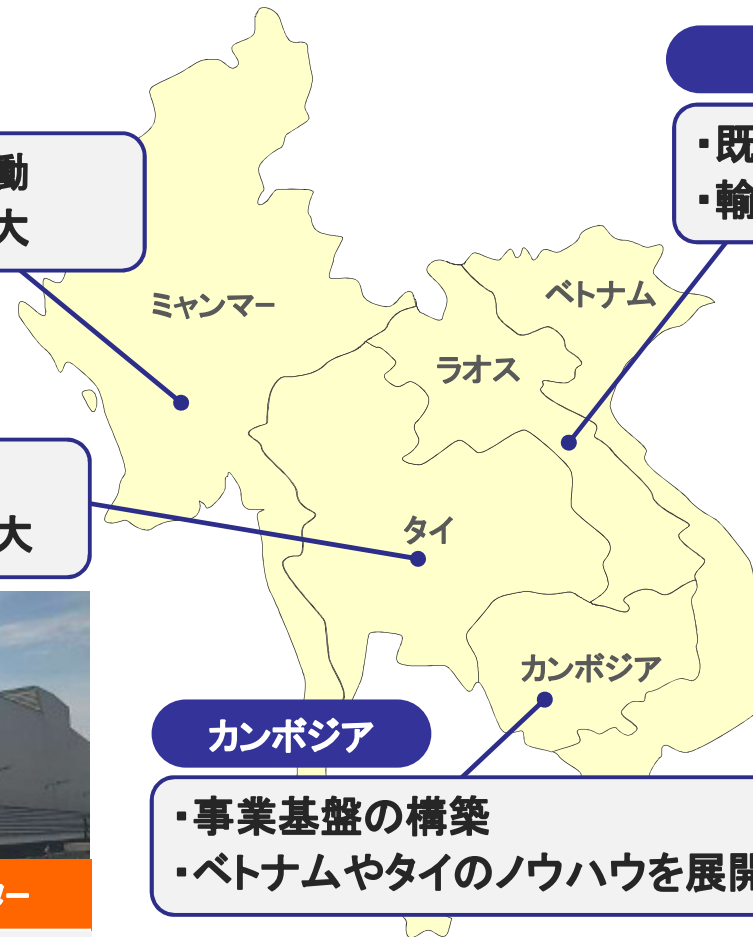 ・既
・輸
動
大
ミャンマー
ベトナム
ラオス
大
タイ
カンボジア
カンボジア
・事業基盤の構築
・ベトナムやタイのノウハウを展開
ター